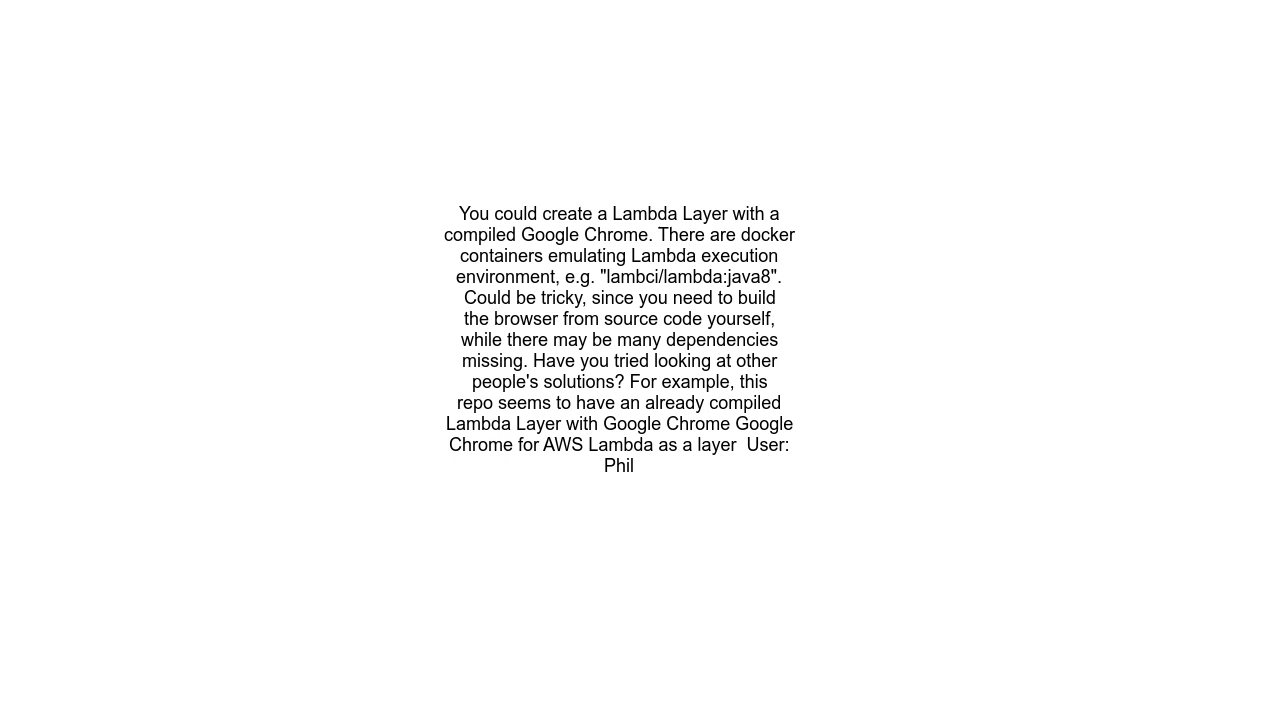 You could create a Lambda Layer with a
compiled Google Chrome. There are docker
containers emulating Lambda execution
environment, e.g. "lambci/lambda:java8".
Could be tricky, since you need to build
the browser from source code yourself,
while there may be many dependencies
missing. Have you tried looking at other
people's solutions? For example, this
repo seems to have an already compiled
Lambda Layer with Google Chrome Google
Chrome for AWS Lambda as a layer  User:
Phil